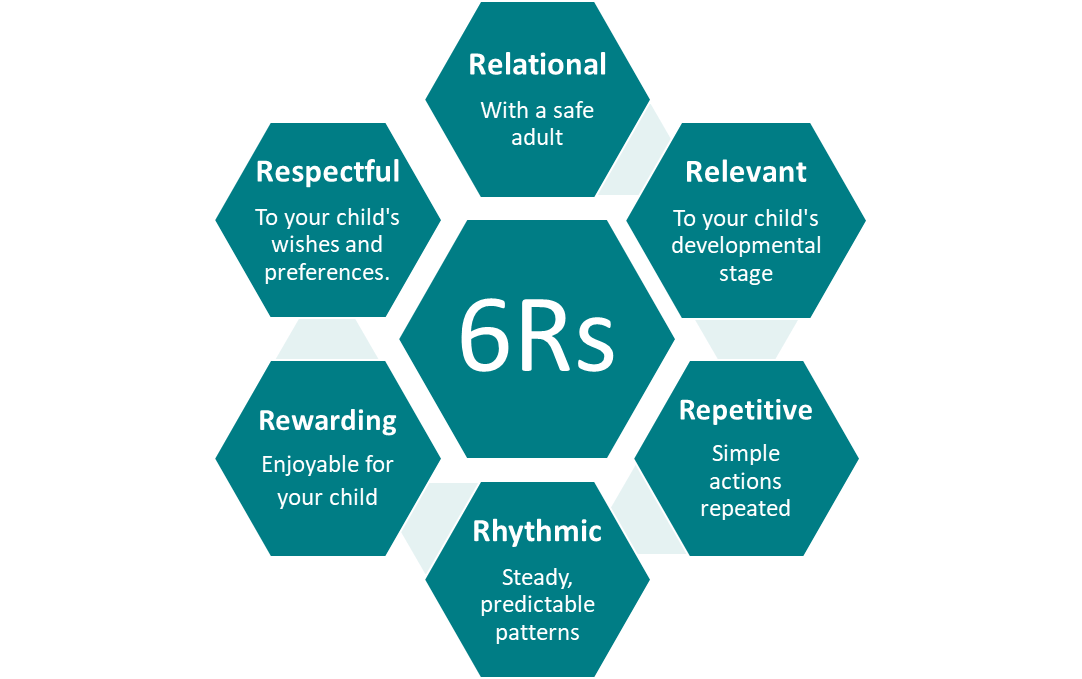 Relational
With a safe
adult
Relevant
To your child's
developmental
stage
Repetitive
Simple
actions
repeated
Rhythmic
Steady,
predictable
patterns
Rewarding
Enjoyable for
your child
Respectful
To your child's
wishes and
preferences.
6Rs